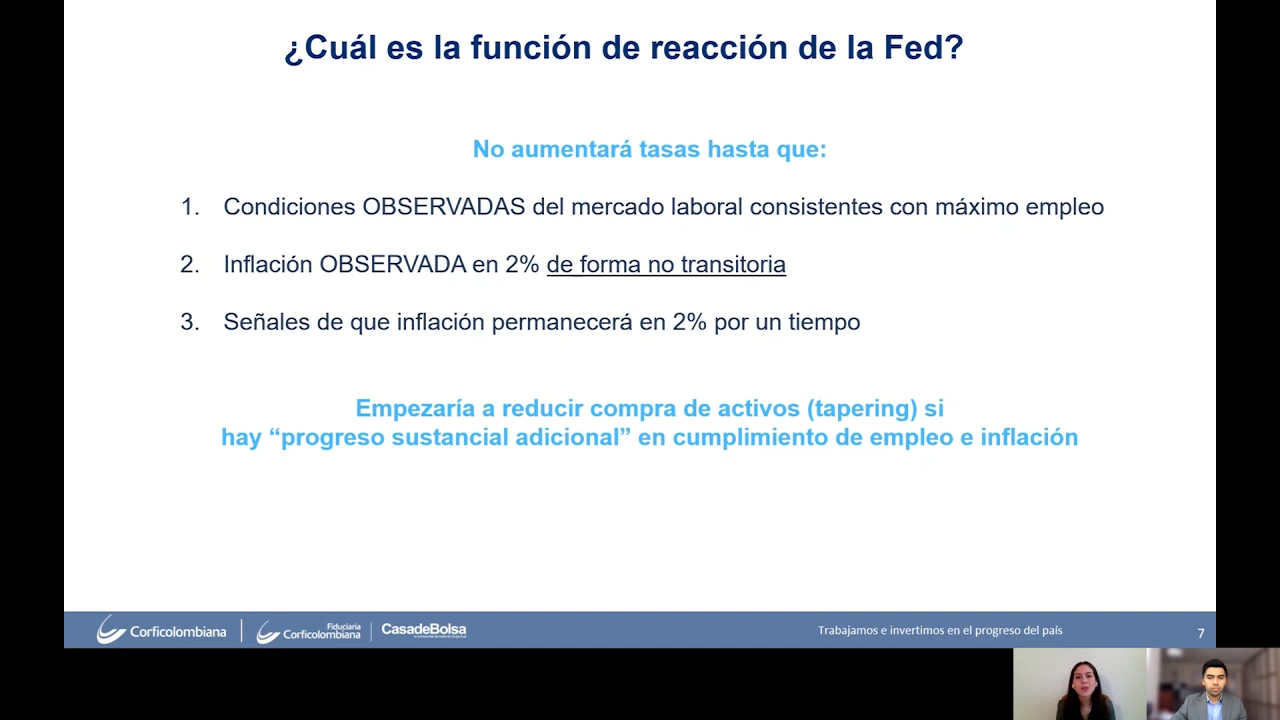 ¿Cuál es la función de reacción de la Fed?
No aumentará tasas hasta que:
1. Condiciones OBSERVADAS del mercado laboral consistentes con máximo empleo
2. Inflación OBSERVADA en 2% de forma no transitoria
3. Señales de que inflación permanecerá en 2% por un tiempo
Empezaría a reducir compra de activos (tapering) si
hay “progreso sustancial adicional” en cumplimiento de empleo e inflación
Corficolombiana
Fiduciaria
Corficolombiana
CasadeBolsa
Trabajamos e invertimos en el progreso del país
7